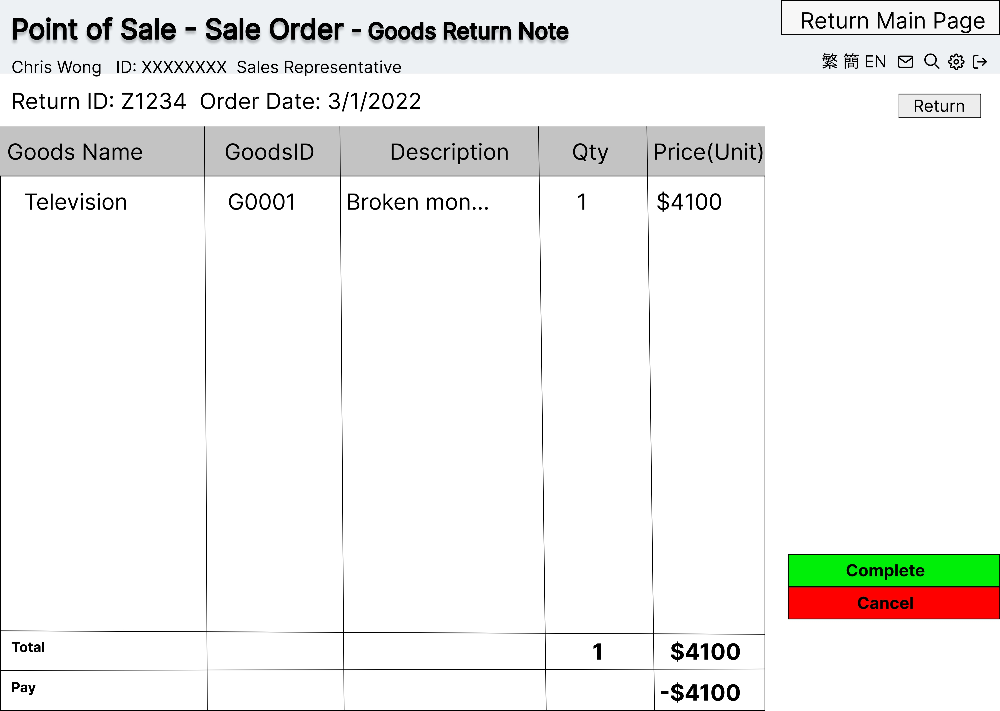 Point of Sale - Sale Order - Goods Return Note
Return Main Page
Chris Wong ID: XXXXXXXX Sales Representative
繁 簡 EN
Return ID: Z1234 Order Date: 3/1/2022
Return
Goods Name GoodsID Description Qty Price(Unit)
Television G0001 Broken mon... 1 $4100
Complete
Cancel
Total 1 $4100
Pay -$4100